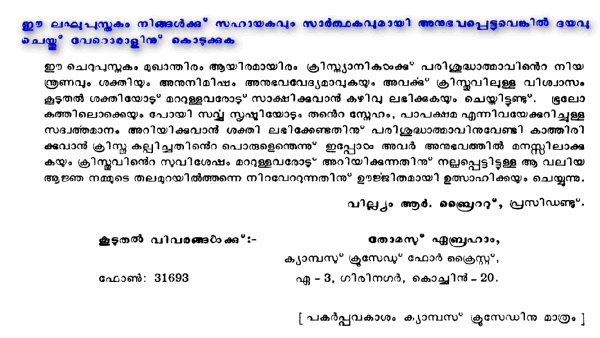 ഈ ലഘുപുസ്തകം നിങ്ങൾക്കു് സഹായകവും സാർത്ഥകവുമായി അനുഭവപ്പെട്ടുവെങ്കിൽ ദയവു
ചെയ്തു് വേറൊരാളിനു് കൊടുക്കുക
ഈ ചെറുപുസ്തകം മുഖാന്തിരം ആയിരമായിരം ക്രിസ്ത്യാനികൾക്കു് പരിശുദ്ധാത്മാവിൻെറ നിയ
ന്ത്രണവും ശക്തിയും അനുനിമിഷം അനുഭവവേദ്യമാവുകയും അവർക്കു് ക്രിസ്തുവിലുള്ള വിശ്വാസം
കൂടുതൽ ശക്തിയോടു് മററുള്ളവരോടു് സാക്ഷിക്കുവാൻ കഴിവു ലഭിക്കുകയും ചെയ്തിട്ടുണ്ടു്. ഭൂലോ
കത്തിലൊക്കെയും പോയി സർവ്വ സൃഷ്ടിയോടും തൻെറ സ്നേഹം, പാപക്ഷമ എന്നിവയേക്കുറിച്ചുള്ള
സദ്വർത്തമാനം അറിയിക്കുവാൻ ശക്തി ലഭിക്കേണ്ടതിനു് പരിശുദ്ധാത്മാവിനുവേണ്ടി കാത്തിരി
ക്കുവാൻ ക്രിസ്തു കല്പിച്ചതിൻെറ പൊരുളെന്തെന്നു് ഇപ്പോൾ അവർ അനുഭവത്തിൽ മനസ്സിലാക്കു
കയും ക്രിസ്തുവിൻെറ സുവിശേഷം മററുള്ളവരോടു് അറിയിക്കുന്നതിനു് നല്കപ്പെട്ടിട്ടുള്ള ആ വലിയ
ആജ്ഞ നമ്മുടെ തലമുറയിൽത്തന്നെ നിറവേററുന്നതിനു് ഊർജ്ജിതമായി ഉത്സാഹിക്കയും ചെയ്യുന്നു.
വില്ല്യം ആർ. ബ്രൈററ്, പ്രസിഡണ്ടു്.
കൂടുതൽ വിവരങ്ങൾക്കു്:-
തോമസു് ഏബ്രഹാം,
ക്യാമ്പസു് ക്രൂസേഡു് ഫോർ ക്രൈസ്റ്റു്,
ഫോൺ: 31693
ഏ - 3, ഗിരിനഗർ, കൊച്ചിൻ - 20.
[ പകർപ്പവകാശം ക്യാമ്പസു് ക്രൂസേഡിനു മാത്രം ]